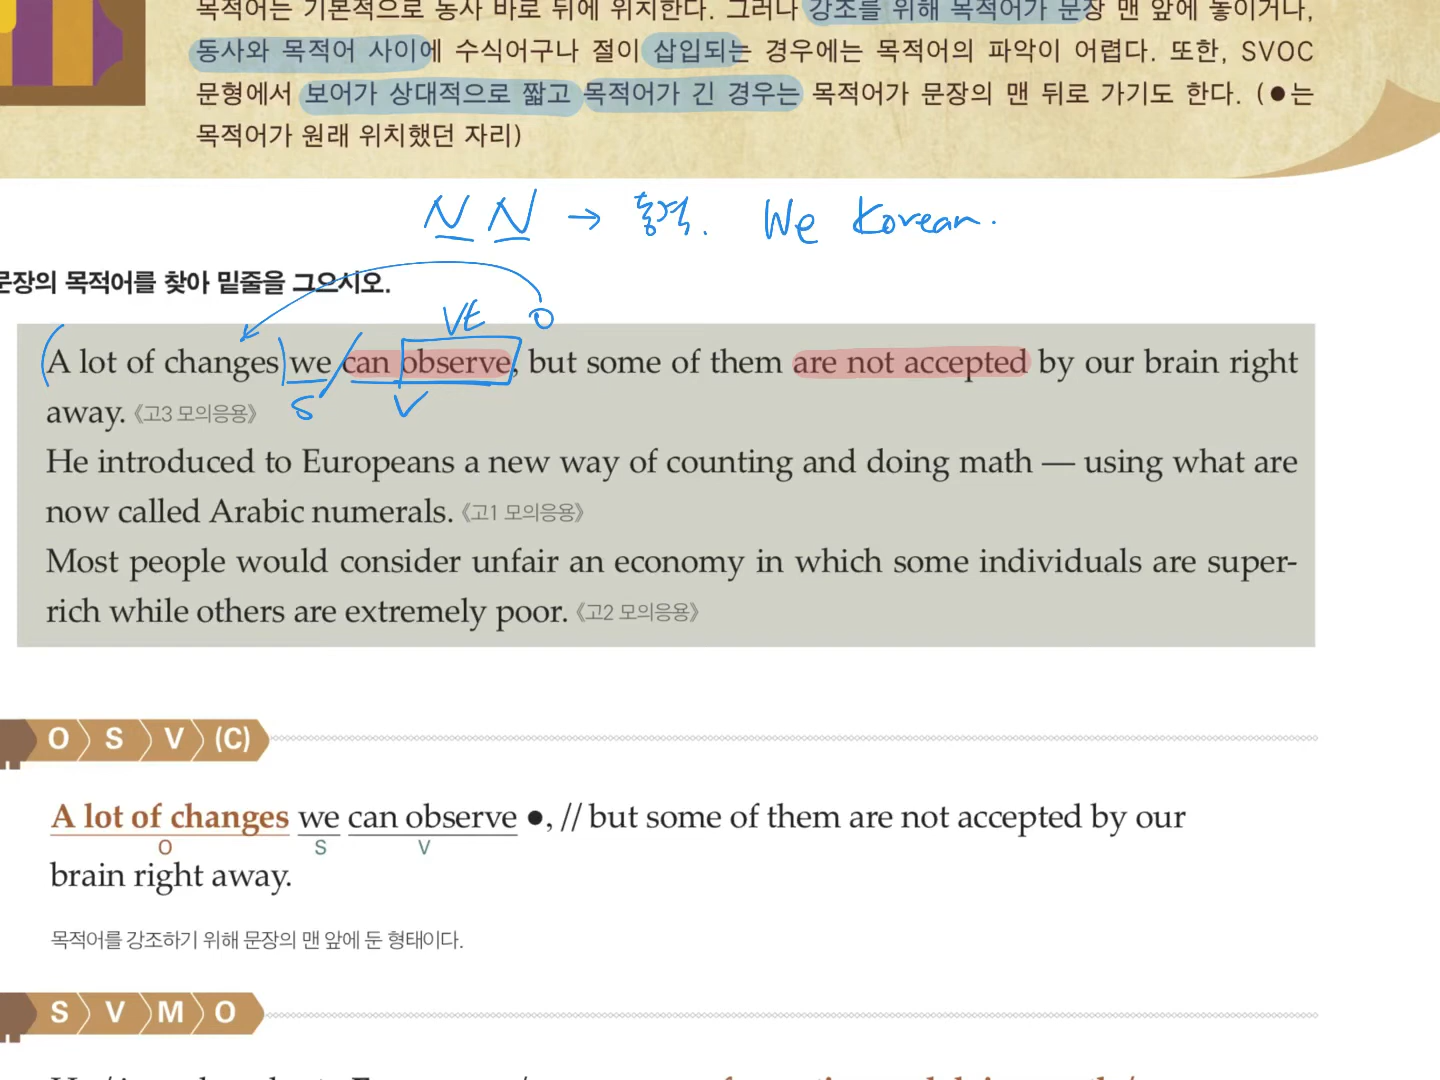 목적어는 기본적으로 동사 바로 뒤에 위치한다. 그러나 강조를 위해 목적어가 문장 맨 앞에 놓이거나,
동사와 목적어 사이에 수식어구나 절이 삽입되는 경우에는 목적어의 파악이 어렵다. 또한, SVOC
문형에서 보어가 상대적으로 짧고 목적어가 긴 경우는 목적어가 문장의 맨 뒤로 가기도 한다. (●는
목적어가 원래 위치했던 자리)
N N → 동격. We Korean.
문장의 목적어를 찾아 밑줄을 그으시오.
Vt O
A lot of changes we can observe, but some of them are not accepted by our brain right
S V
away. 《고3 모의응용》
He introduced to Europeans a new way of counting and doing math — using what are
now called Arabic numerals. 《고1 모의응용》
Most people would consider unfair an economy in which some individuals are super-
rich while others are extremely poor. 《고2 모의응용》
O S V (C)
A lot of changes we can observe ●, // but some of them are not accepted by our
O S V
brain right away.
목적어를 강조하기 위해 문장의 맨 앞에 둔 형태이다.
S V M O